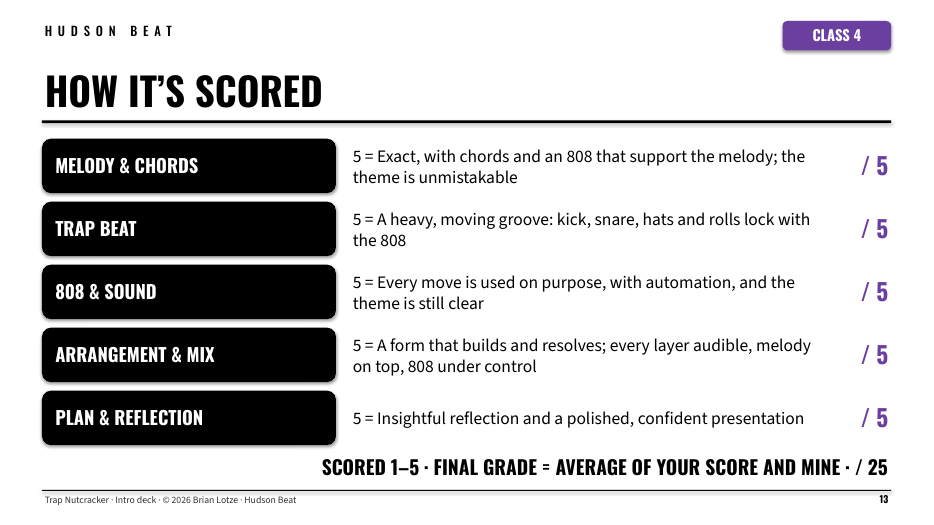 HUDSON BEAT
CLASS 4
HOW IT’S SCORED
MELODY & CHORDS
5 = Exact, with chords and an 808 that support the melody; the
theme is unmistakable
/ 5
TRAP BEAT
5 = A heavy, moving groove: kick, snare, hats and rolls lock with
the 808
/ 5
808 & SOUND
5 = Every move is used on purpose, with automation, and the
theme is still clear
/ 5
ARRANGEMENT & MIX
5 = A form that builds and resolves; every layer audible, melody
on top, 808 under control
/ 5
PLAN & REFLECTION
5 = Insightful reflection and a polished, confident presentation
/ 5
SCORED 1–5 · FINAL GRADE = AVERAGE OF YOUR SCORE AND MINE · / 25
Trap Nutcracker · Intro deck · © 2026 Brian Lotze · Hudson Beat
13